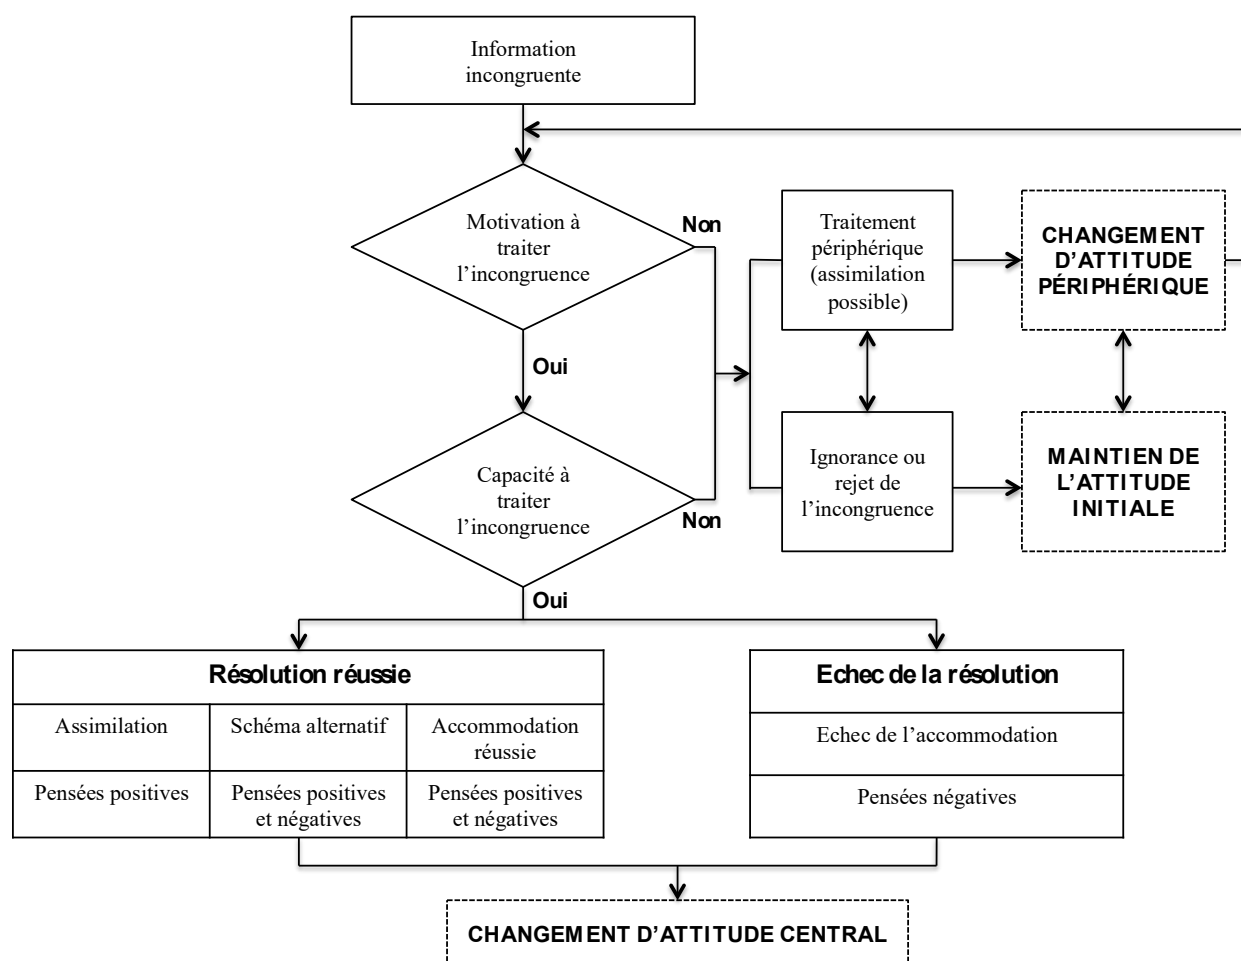 Information
incongruente
Motivation à
traiter
l’incongruence
Non
Traitement
périphérique
(assimilation
possible)
CHANGEMENT
D’ATTITUDE
PÉRIPHÉRIQUE
Oui
Capacité à
traiter
l’incongruence
Non
Ignorance ou
rejet de
l’incongruence
MAINTIEN DE
L’ATTITUDE
INITIALE
Oui
Résolution réussie
Assimilation
Schéma alternatif
Accommodation
réussie
Pensées positives
Pensées positives
et négatives
Pensées positives
et négatives
Echec de la résolution
Echec de l’accommodation
Pensées négatives
CHANGEMENT D’ATTITUDE CENTRAL